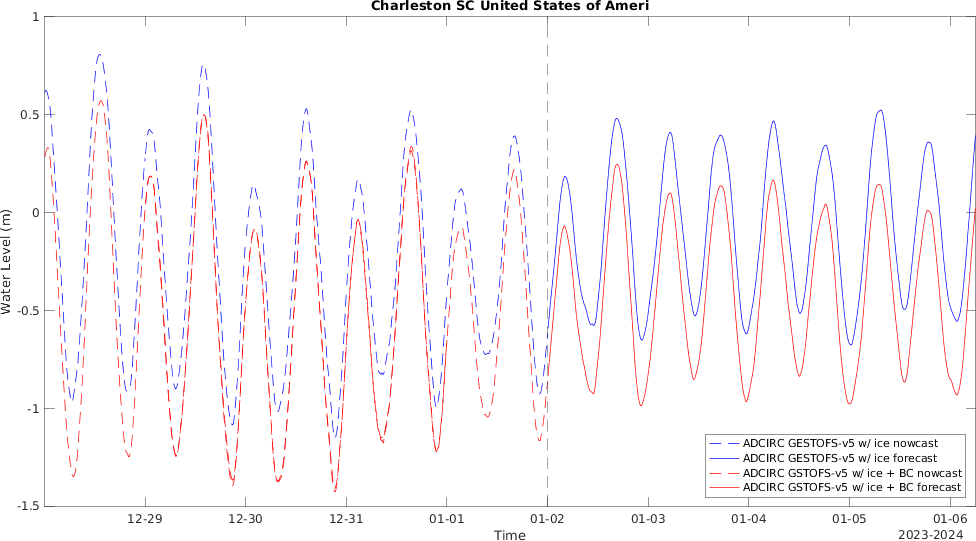 Charleston SC United States of Ameri
1
0.5
0
-0.5
-1
-1.5
Water Level (m)
12-29
12-30
12-31
01-01
01-02
01-03
01-04
01-05
01-06
Time
2023-2024
ADCIRC GESTOFS-v5 w/ ice nowcast
ADCIRC GESTOFS-v5 w/ ice forecast
ADCIRC GSTOFS-v5 w/ ice + BC nowcast
ADCIRC GSTOFS-v5 w/ ice + BC forecast